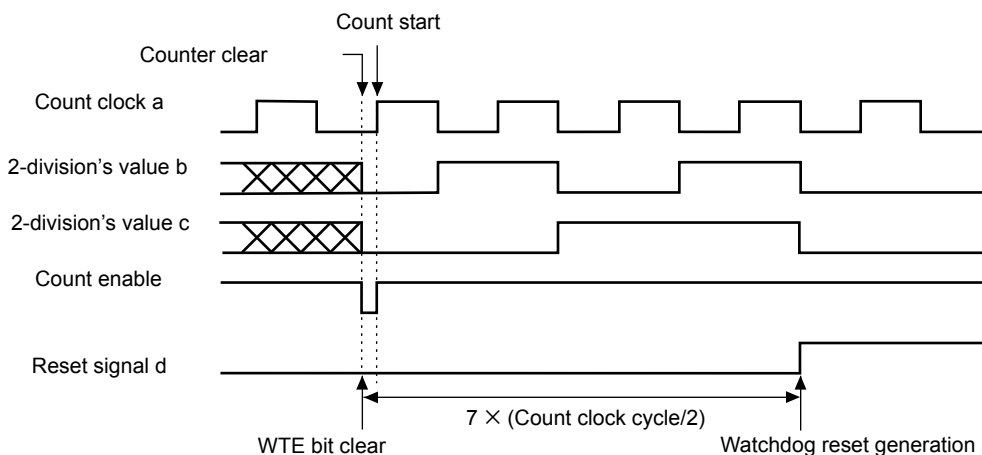 Count start
Counter clear
Count clock a
2-division's value b
2-division's value c
Count enable
Reset signal d
7 × (Count clock cycle/2)
WTE bit clear
Watchdog reset generation